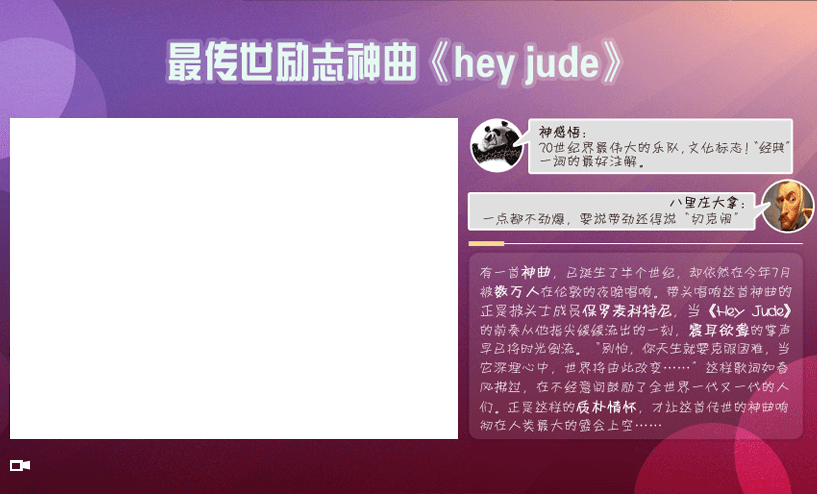 最传世励志神曲《hey jude》
神感悟：
20世纪界最伟大的乐队,文化标志！“经典”
一词的最好注解。
八里庄大拿：
一点都不劲爆，要说带劲还得说“切克闹”
有一首神曲，已诞生了半个世纪，却依然在今年7月
被数万人在伦敦的夜晚唱响。带头唱响这首神曲的
正是披头士成员保罗麦科特尼，当《Hey Jude》
的前奏从他指尖缓缓流出的一刻，震耳欲聋的掌声
早已将时光倒流。“别怕，你天生就要克服困难，当
它深埋心中，世界将由此改变……”这样歌词如春
风拂过，在不经意间鼓励了全世界一代又一代的人
们。正是这样的质朴情怀，才让这首传世的神曲响
彻在人类最大的盛会上空……